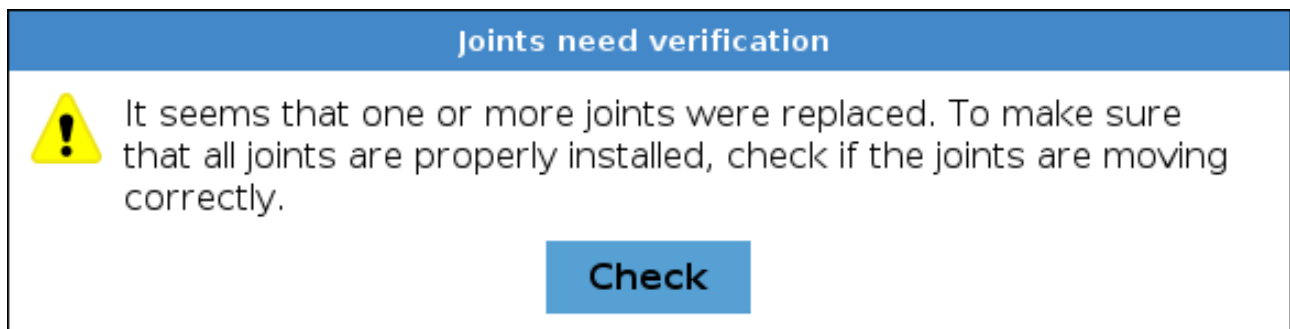 Joints need verification
It seems that one or more joints were replaced. To make sure
that all joints are properly installed, check if the joints are moving
correctly.
Check